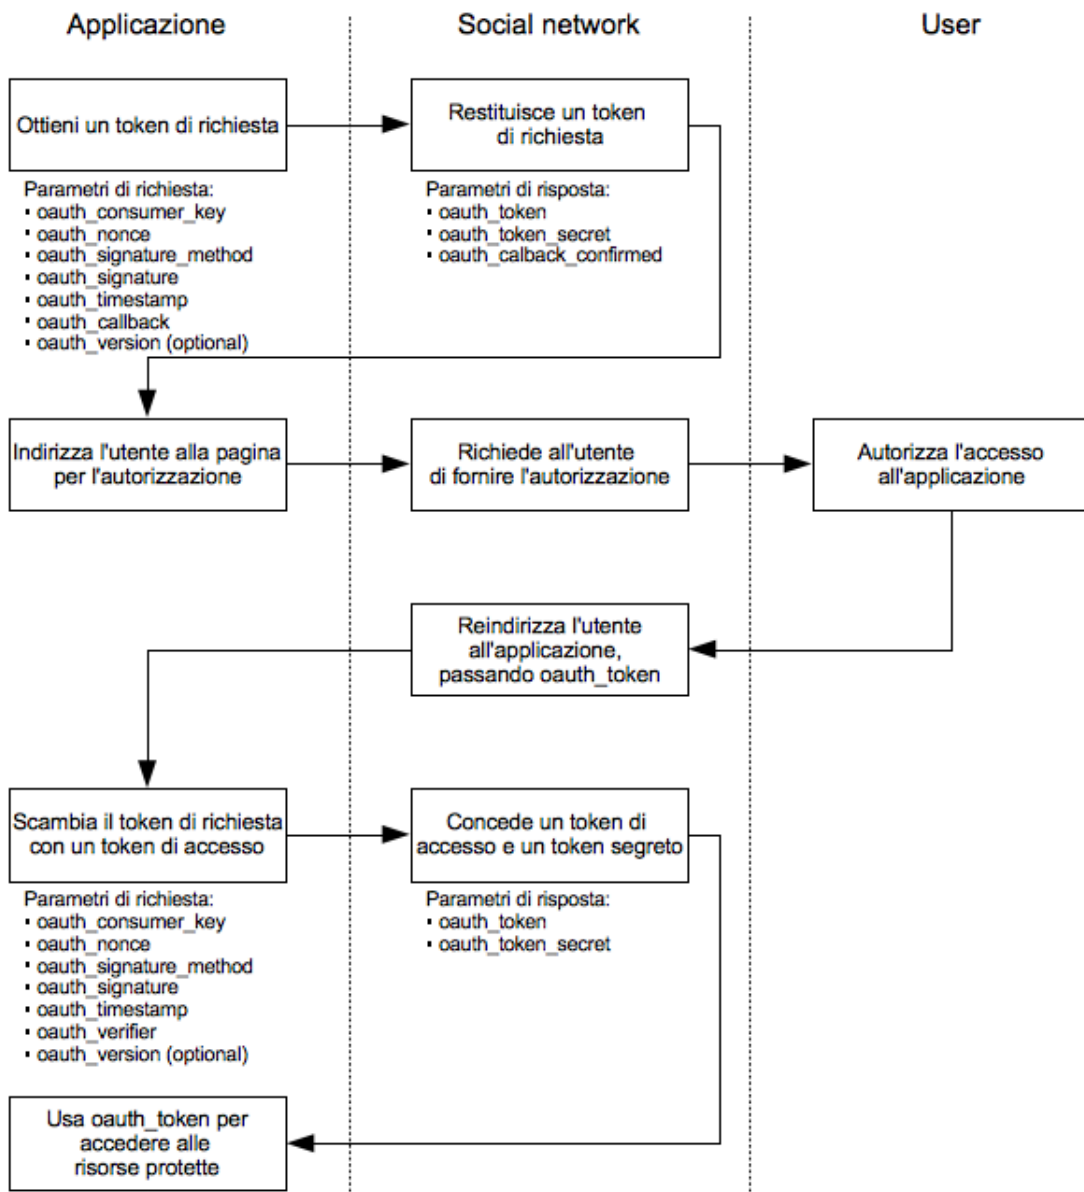 Applicazione
Social network
User
Ottieni un token di richiesta
Restituisce un token
di richiesta
Parametri di richiesta:
▪ oauth_consumer_key
▪ oauth_nonce
▪ oauth_signature_method
▪ oauth_signature
▪ oauth_timestamp
▪ oauth_callback
▪ oauth_version (optional)
Parametri di risposta:
▪ oauth_token
▪ oauth_token_secret
▪ oauth_calback_confirmed
Indirizza l'utente alla pagina
per l'autorizzazione
Richiede all'utente
di fornire l'autorizzazione
Autorizza l'accesso
all'applicazione
Reindirizza l'utente
all'applicazione,
passando oauth_token
Scambia il token di richiesta
con un token di accesso
Concede un token di
accesso e un token segreto
Parametri di richiesta:
▪ oauth_consumer_key
▪ oauth_nonce
▪ oauth_signature_method
▪ oauth_signature
▪ oauth_timestamp
▪ oauth_verifier
▪ oauth_version (optional)
Parametri di risposta:
▪ oauth_token
▪ oauth_token_secret
Usa oauth_token per
accedere alle
risorse protette